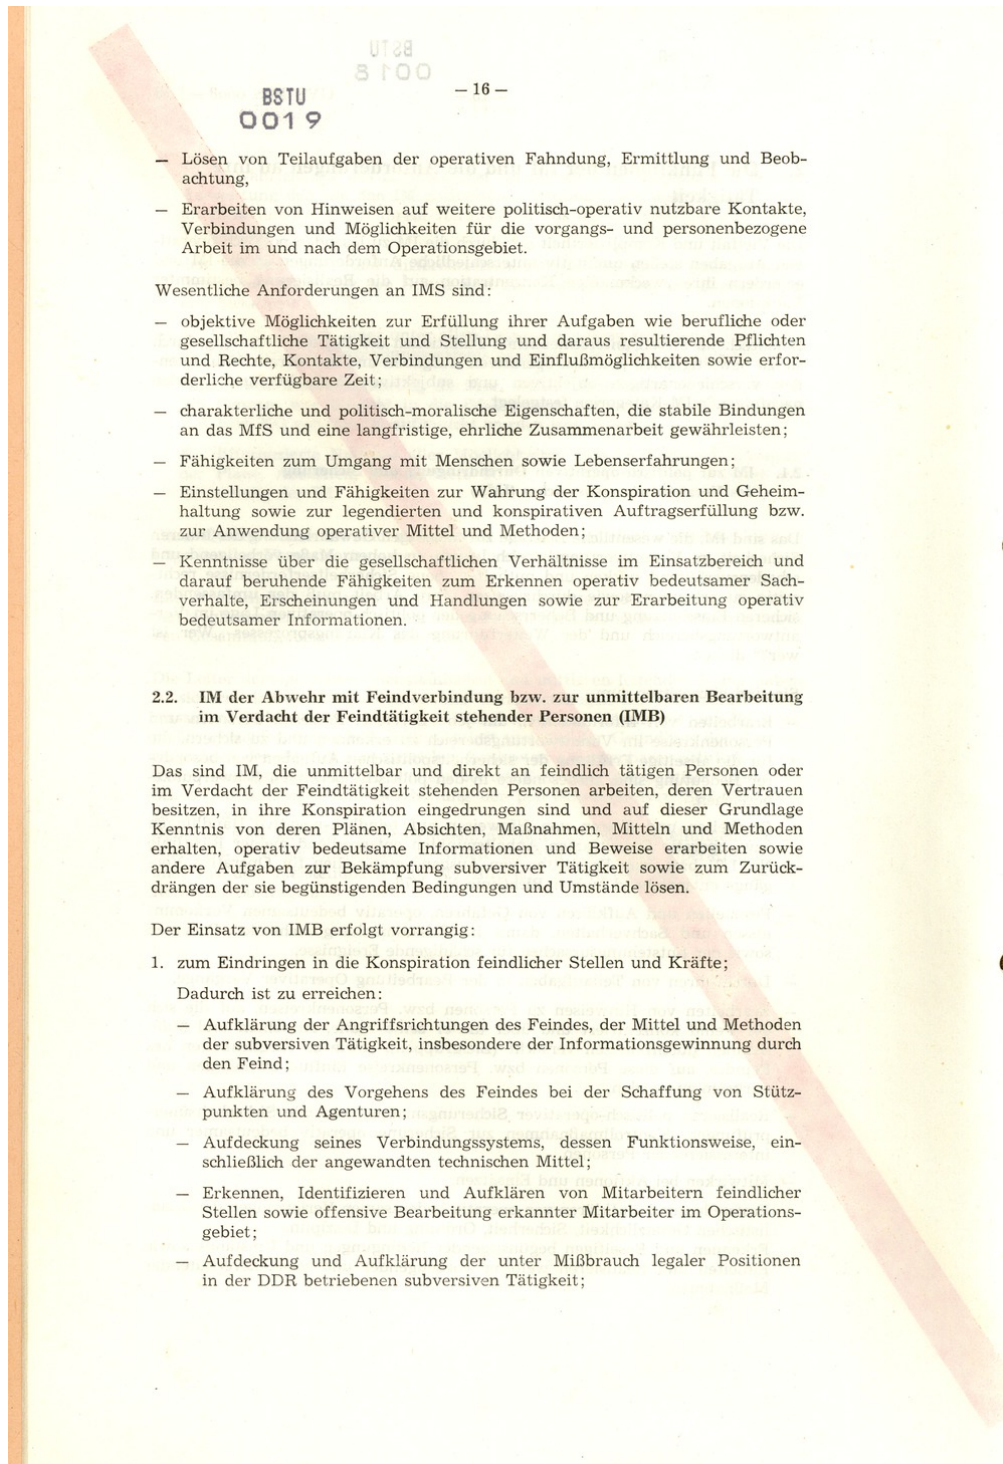 BSTU
0018
— 16 —
BSTU
0019
— Lösen von Teilaufgaben der operativen Fahndung, Ermittlung und Beob-
achtung,
— Erarbeiten von Hinweisen auf weitere politisch-operativ nutzbare Kontakte,
Verbindungen und Möglichkeiten für die vorgangs- und personenbezogene
Arbeit im und nach dem Operationsgebiet.
Wesentliche Anforderungen an IMS sind:
— objektive Möglichkeiten zur Erfüllung ihrer Aufgaben wie berufliche oder
gesellschaftliche Tätigkeit und Stellung und daraus resultierende Pflichten
und Rechte, Kontakte, Verbindungen und Einflußmöglichkeiten sowie erfor-
derliche verfügbare Zeit;
— charakterliche und politisch-moralische Eigenschaften, die stabile Bindungen
an das MfS und eine langfristige, ehrliche Zusammenarbeit gewährleisten;
— Fähigkeiten zum Umgang mit Menschen sowie Lebenserfahrungen;
— Einstellungen und Fähigkeiten zur Wahrung der Konspiration und Geheim-
haltung sowie zur legendierten und konspirativen Auftragserfüllung bzw.
zur Anwendung operativer Mittel und Methoden;
— Kenntnisse über die gesellschaftlichen Verhältnisse im Einsatzbereich und
darauf beruhende Fähigkeiten zum Erkennen operativ bedeutsamer Sach-
verhalte, Erscheinungen und Handlungen sowie zur Erarbeitung operativ
bedeutsamer Informationen.
2.2. IM der Abwehr mit Feindverbindung bzw. zur unmittelbaren Bearbeitung
im Verdacht der Feindtätigkeit stehender Personen (IMB)
Das sind IM, die unmittelbar und direkt an feindlich tätigen Personen oder
im Verdacht der Feindtätigkeit stehenden Personen arbeiten, deren Vertrauen
besitzen, in ihre Konspiration eingedrungen sind und auf dieser Grundlage
Kenntnis von deren Plänen, Absichten, Maßnahmen, Mitteln und Methoden
erhalten, operativ bedeutsame Informationen und Beweise erarbeiten sowie
andere Aufgaben zur Bekämpfung subversiver Tätigkeit sowie zum Zurück-
drängen der sie begünstigenden Bedingungen und Umstände lösen.
Der Einsatz von IMB erfolgt vorrangig:
1. zum Eindringen in die Konspiration feindlicher Stellen und Kräfte;
Dadurch ist zu erreichen:
— Aufklärung der Angriffsrichtungen des Feindes, der Mittel und Methoden
der subversiven Tätigkeit, insbesondere der Informationsgewinnung durch
den Feind;
— Aufklärung des Vorgehens des Feindes bei der Schaffung von Stütz-
punkten und Agenturen;
— Aufdeckung seines Verbindungssystems, dessen Funktionsweise, ein-
schließlich der angewandten technischen Mittel;
— Erkennen, Identifizieren und Aufklären von Mitarbeitern feindlicher
Stellen sowie offensive Bearbeitung erkannter Mitarbeiter im Operations-
gebiet;
— Aufdeckung und Aufklärung der unter Mißbrauch legaler Positionen
in der DDR betriebenen subversiven Tätigkeit;